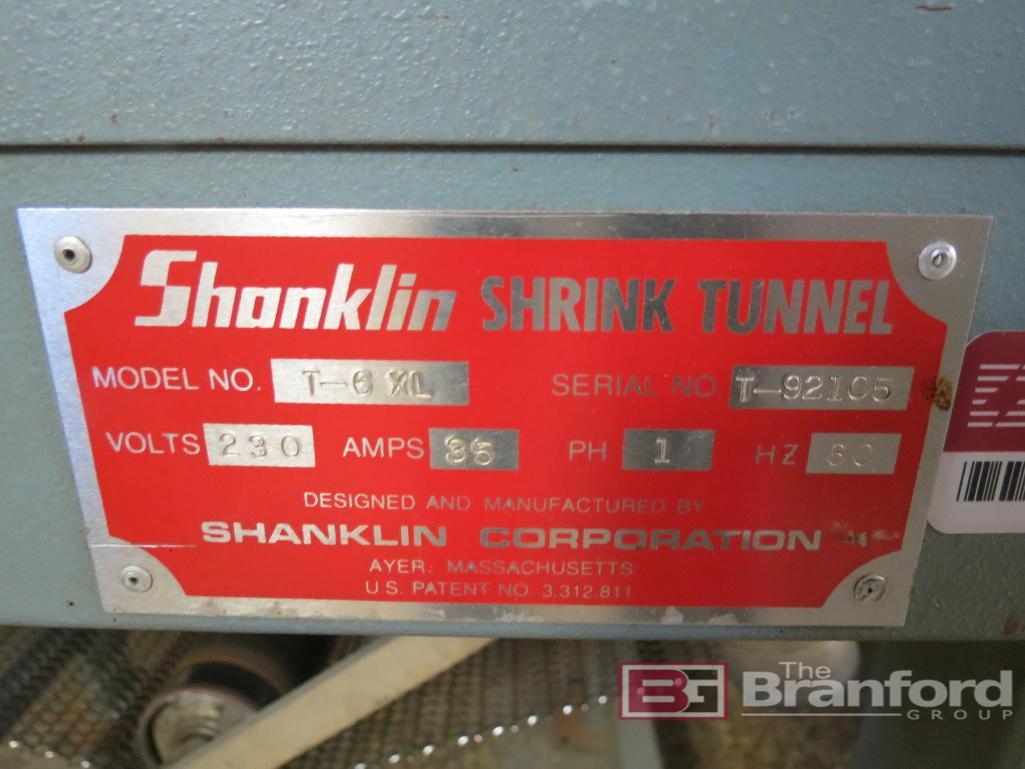 Shanklin SHRINK TUNNEL
MODEL NO. T-6 XL SERIAL NO. T-92105
VOLTS 230 AMPS 35 PH 1 HZ 60
DESIGNED AND MANUFACTURED BY
SHANKLIN CORPORATION
AYER, MASSACHUSETTS
U.S. PATENT NO. 3,312,811
BG The Branford
GROUP